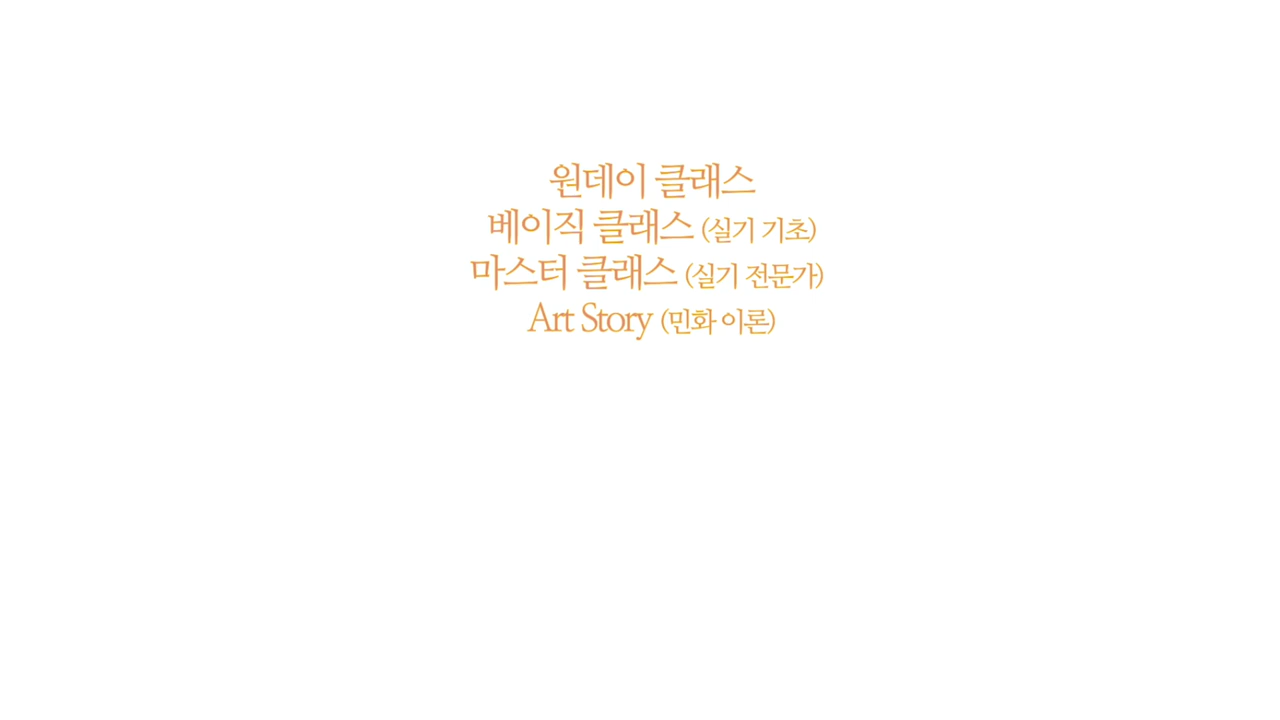 원데이 클래스
베이직 클래스 (실기 기초)
마스터 클래스 (실기 전문가)
Art Story (민화 이론)